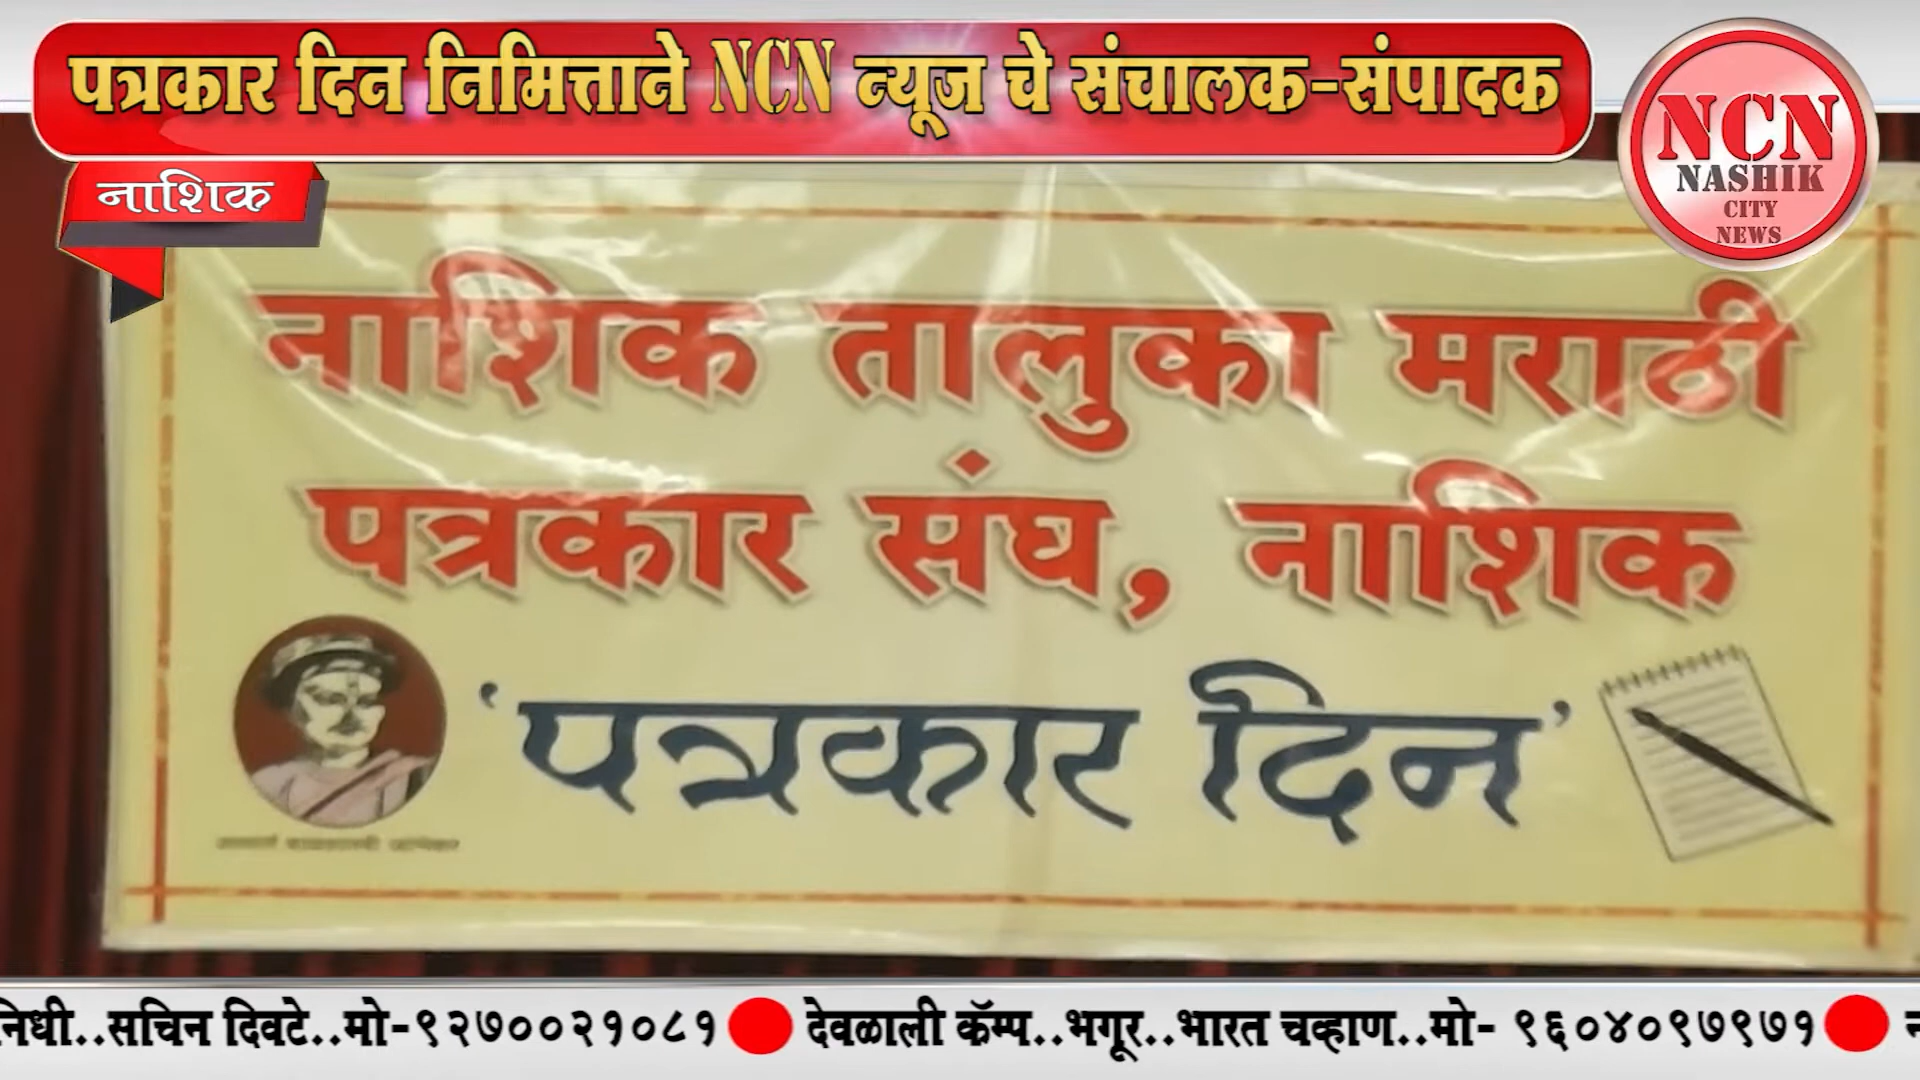 पत्रकार दिन निमित्ताने NCN न्यूज चे संचालक-संपादक
NCN
NASHIK
CITY
NEWS
नाशिक
नाशिक तालुका मराठी
पत्रकार संघ, नाशिक
‘पत्रकार दिन’
निधी..सचिन दिवटे..मो-९२७००२१०८१ देवळाली कॅम्प..भगूर..भारत चव्हाण..मो- ९६०४०९७९७१